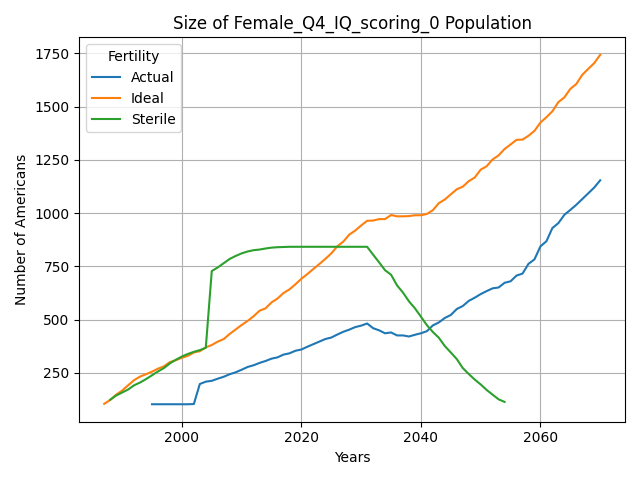 Size of Female_Q4_IQ_scoring_0 Population
Fertility
Actual
Ideal
Sterile
1750
1500
1250
1000
750
500
250
Number of Americans
2000 2020 2040 2060
Years